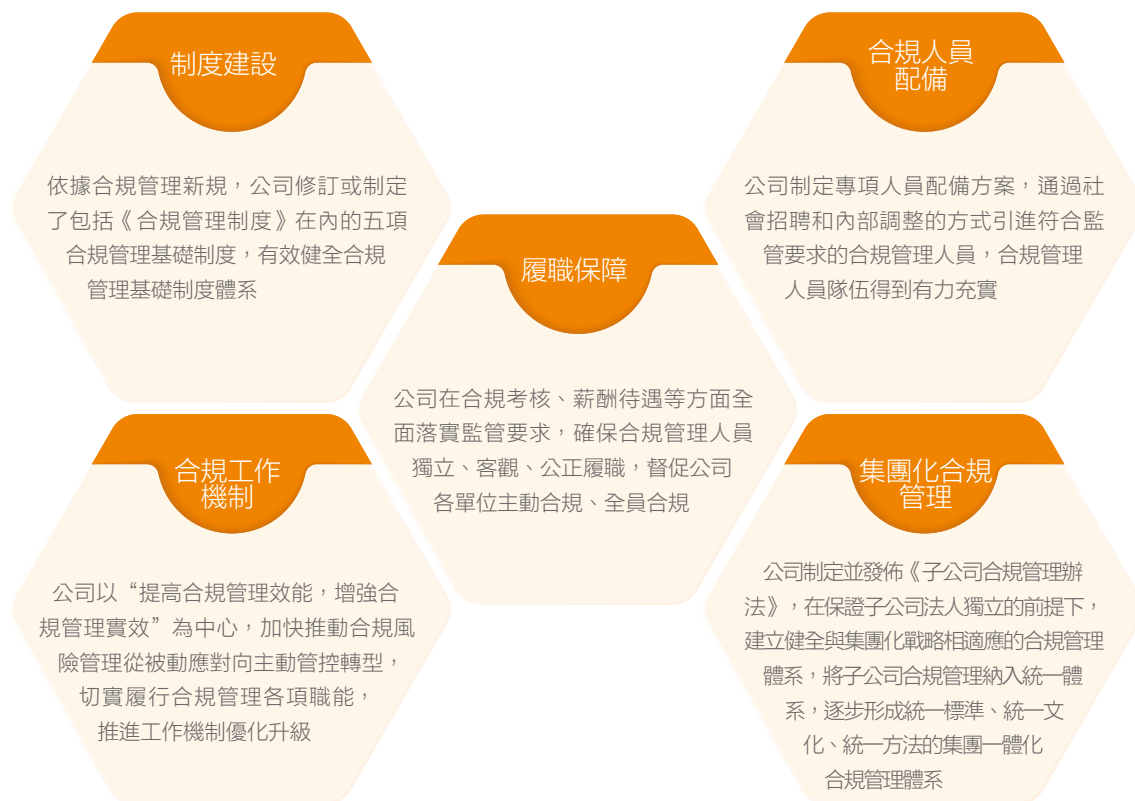 制度建設
依據合規管理新規，公司修訂或制定
了包括《合規管理制度》在內的五項
合規管理基礎制度，有效健全合規
管理基礎制度體系
合規人員
配備
公司制定專項人員配備方案，通過社
會招聘和內部調整的方式引進符合監
管要求的合規管理人員，合規管理
人員隊伍得到有力充實
履職保障
公司在合規考核、薪酬待遇等方面全
面落實監管要求，確保合規管理人員
獨立、客觀、公正履職，督促公司
各單位主動合規、全員合規
合規工作
機制
公司以“提高合規管理效能，增強合
規管理實效”為中心，加快推動合規風
險管理從被動應對向主動管控轉型，
切實履行合規管理各項職能，
推進工作機制優化升級
集團化合規
管理
公司制定並發佈《子公司合規管理辦
法》，在保證子公司法人獨立的前提下，
建立健全與集團化戰略相適應的合規管理
體系，將子公司合規管理納入統一體
系，逐步形成統一標準、統一文
化、統一方法的集團一體化
合規管理體系